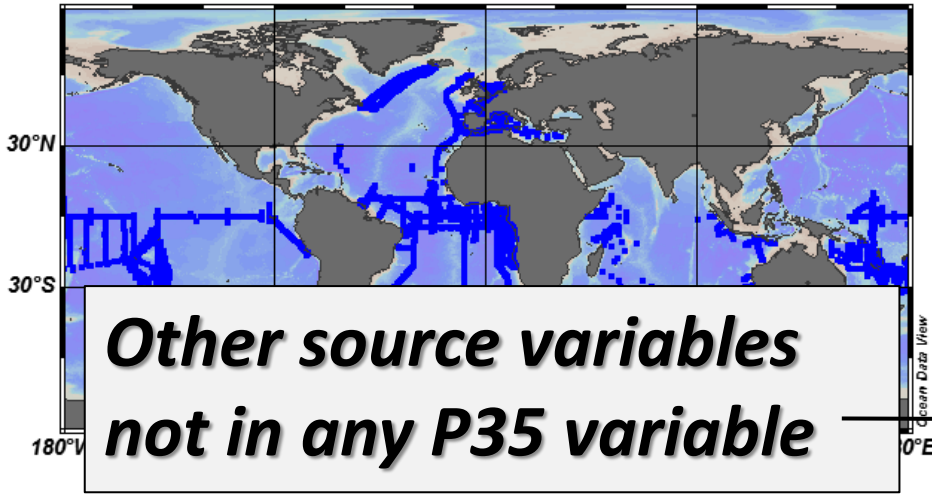 30°N
30°S
Other source variables
not in any P35 variable
180°W
Ocean Data View